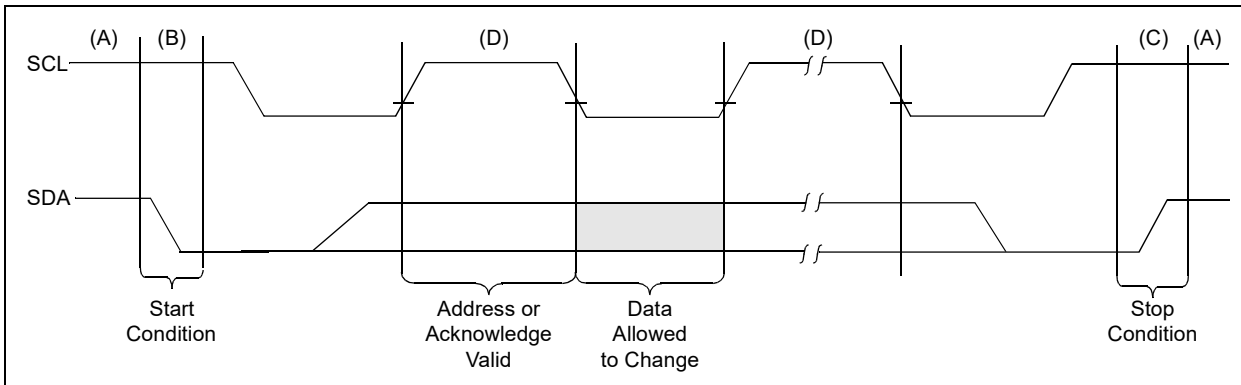 (A) (B) (D) (D) (C) (A)
SCL
SDA
Start
Condition
Address or
Acknowledge
Valid
Data
Allowed
to Change
Stop
Condition